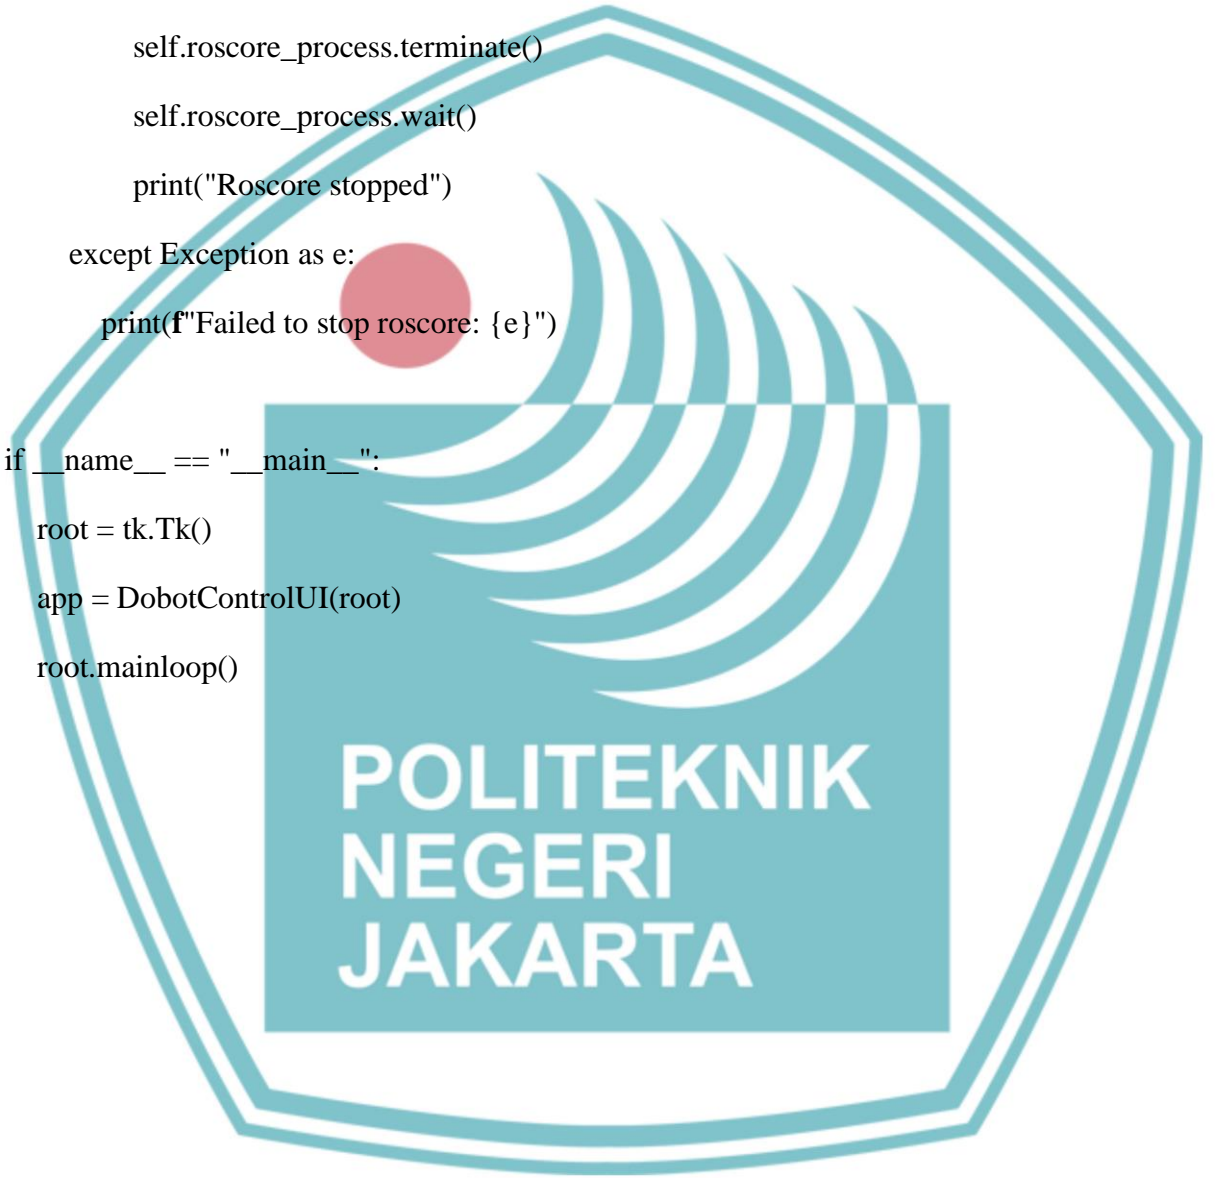 self.roscore_process.terminate()
self.roscore_process.wait()
print("Roscore stopped")
except Exception as e:
print(f"Failed to stop roscore: {e}")
if __name__ == "__main__":
root = tk.Tk()
app = DobotControlUI(root)
root.mainloop()
POLITEKNIK
NEGERI
JAKARTA